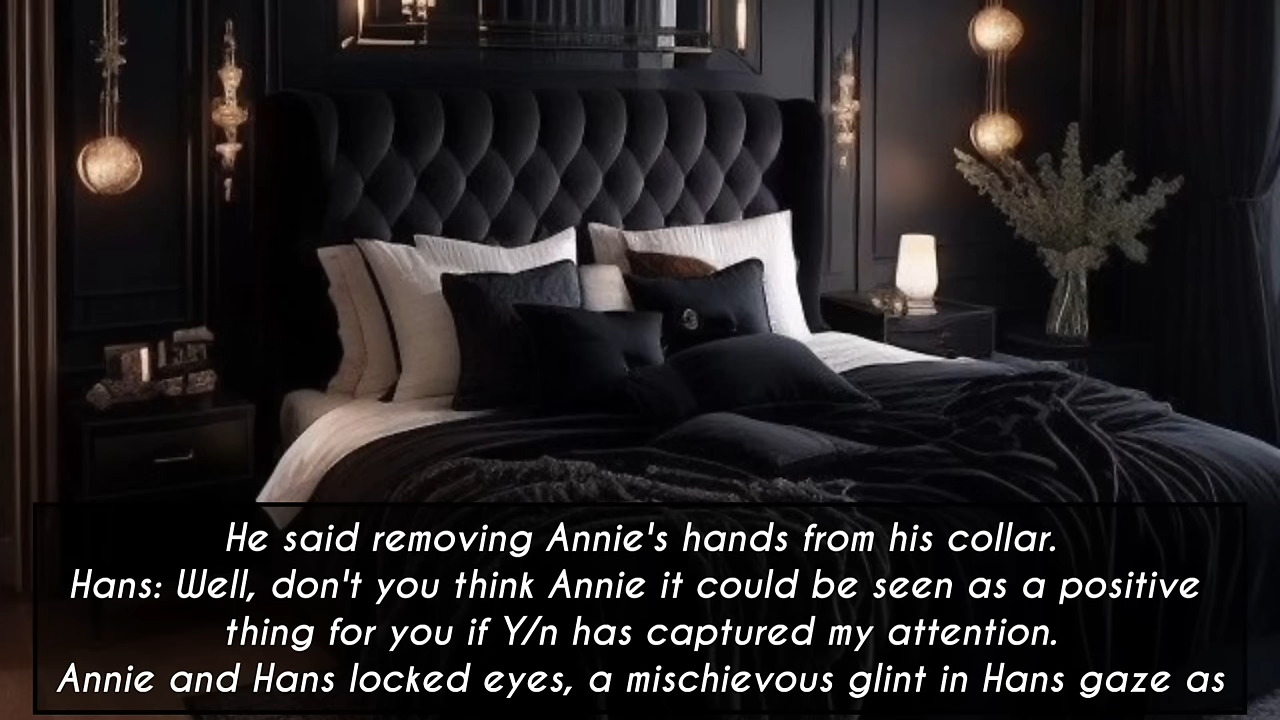 He said removing Annie's hands from his collar.
Hans: Well, don't you think Annie it could be seen as a positive
thing for you if Y/n has captured my attention.
Annie and Hans locked eyes, a mischievous glint in Hans gaze as